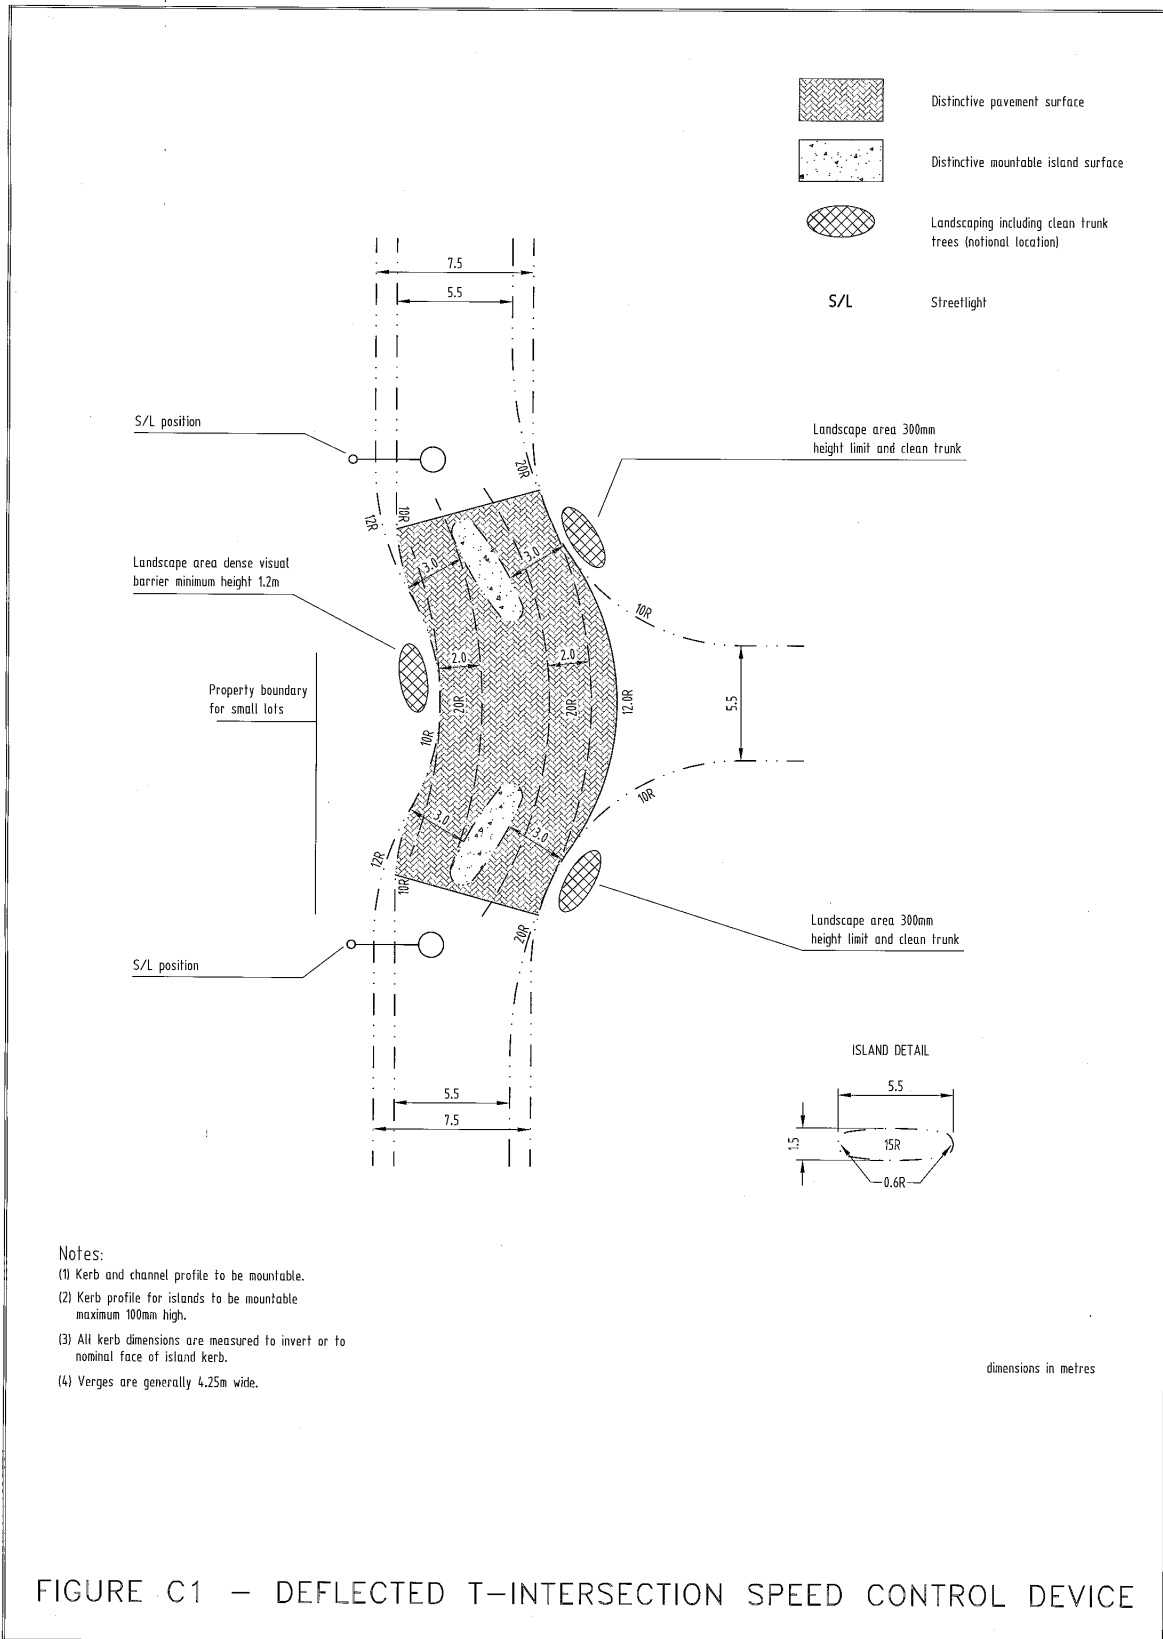 Distinctive pavement surface
Distinctive mountable island surface
Landscaping including clean trunk
trees (notional location)
S/L
Streetlight
7.5
5.5
S/L position
Landscape area 300mm
height limit and clean trunk
20R
12R
10R
3.0
3.0
Landscape area dense visual
barrier minimum height 1.2m
10R
2.0
2.0
Property boundary
for small lots
20R
20R
12.0R
5.5
10R
10R
3.0
3.0
12R
10R
20R
Landscape area 300mm
height limit and clean trunk
S/L position
ISLAND DETAIL
5.5
1.5
15R
0.6R
5.5
7.5
Notes:
(1) Kerb and channel profile to be mountable.
(2) Kerb profile for islands to be mountable
maximum 100mm high.
(3) All kerb dimensions are measured to invert or to
nominal face of island kerb.
(4) Verges are generally 4.25m wide.
dimensions in metres
FIGURE C1 – DEFLECTED T–INTERSECTION SPEED CONTROL DEVICE